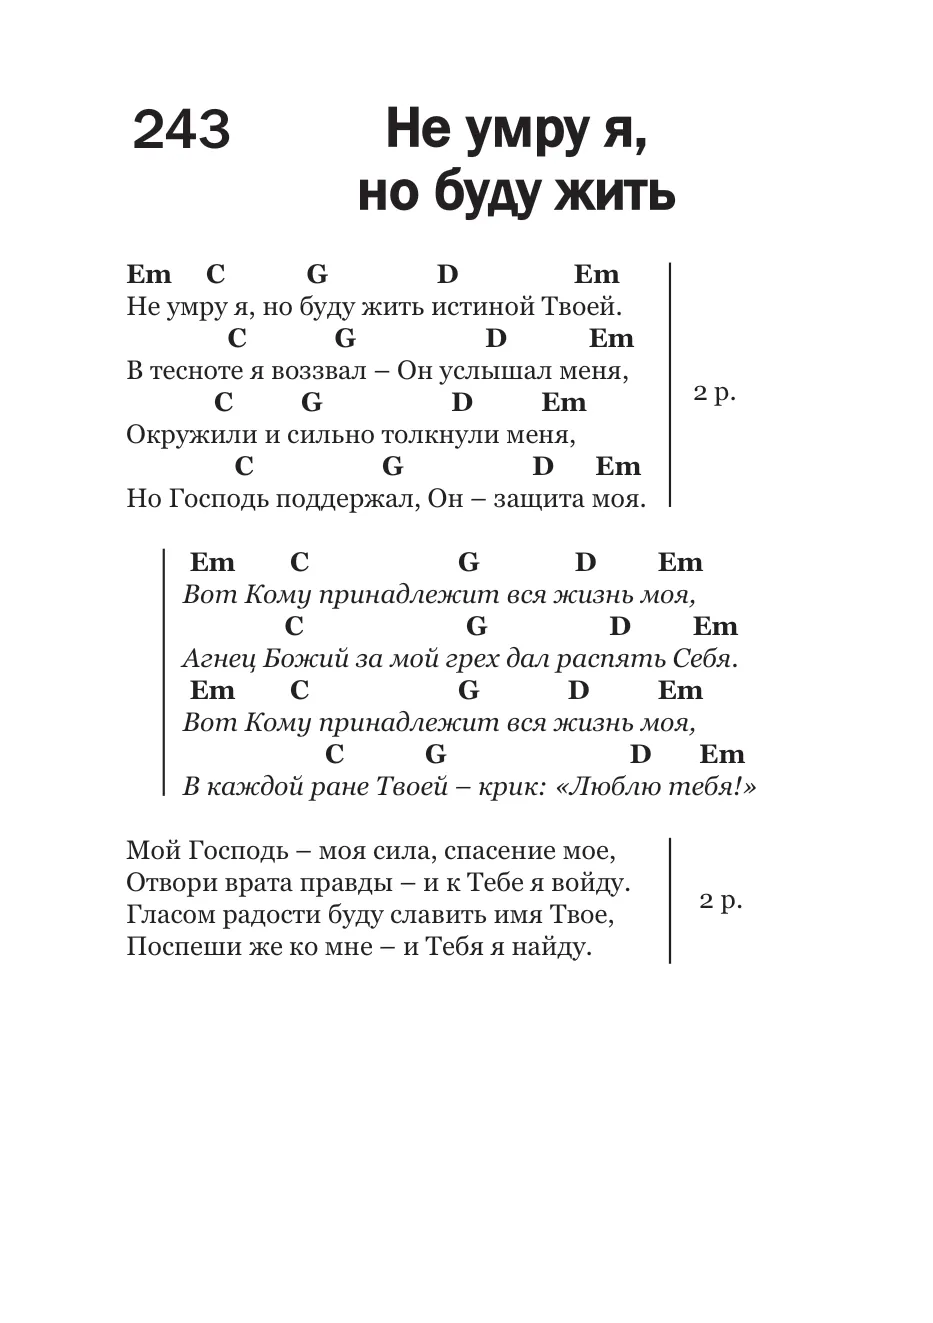 243
Не умру я,
но буду жить
Em C G D Em
Не умру я, но буду жить истиной Твоей.
C G D Em
В тесноте я воззвал – Он услышал меня,
C G D Em
Окружили и сильно толкнули меня,
C G D Em
Но Господь поддержал, Он – защита моя.
2 р.
Em C G D Em
Вот Кому принадлежит вся жизнь моя,
C G D Em
Агнец Божий за мой грех дал распять Себя.
Em C G D Em
Вот Кому принадлежит вся жизнь моя,
C G D Em
В каждой ране Твоей – крик: «Люблю тебя!»
Мой Господь – моя сила, спасение мое,
Отвори врата правды – и к Тебе я войду.
Гласом радости буду славить имя Твое,
Поспеши же ко мне – и Тебя я найду.
2 р.